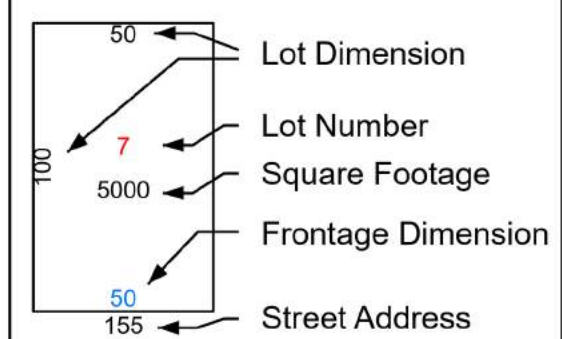 50
Lot Dimension
100
7
Lot Number
5000
Square Footage
Frontage Dimension
50
155
Street Address